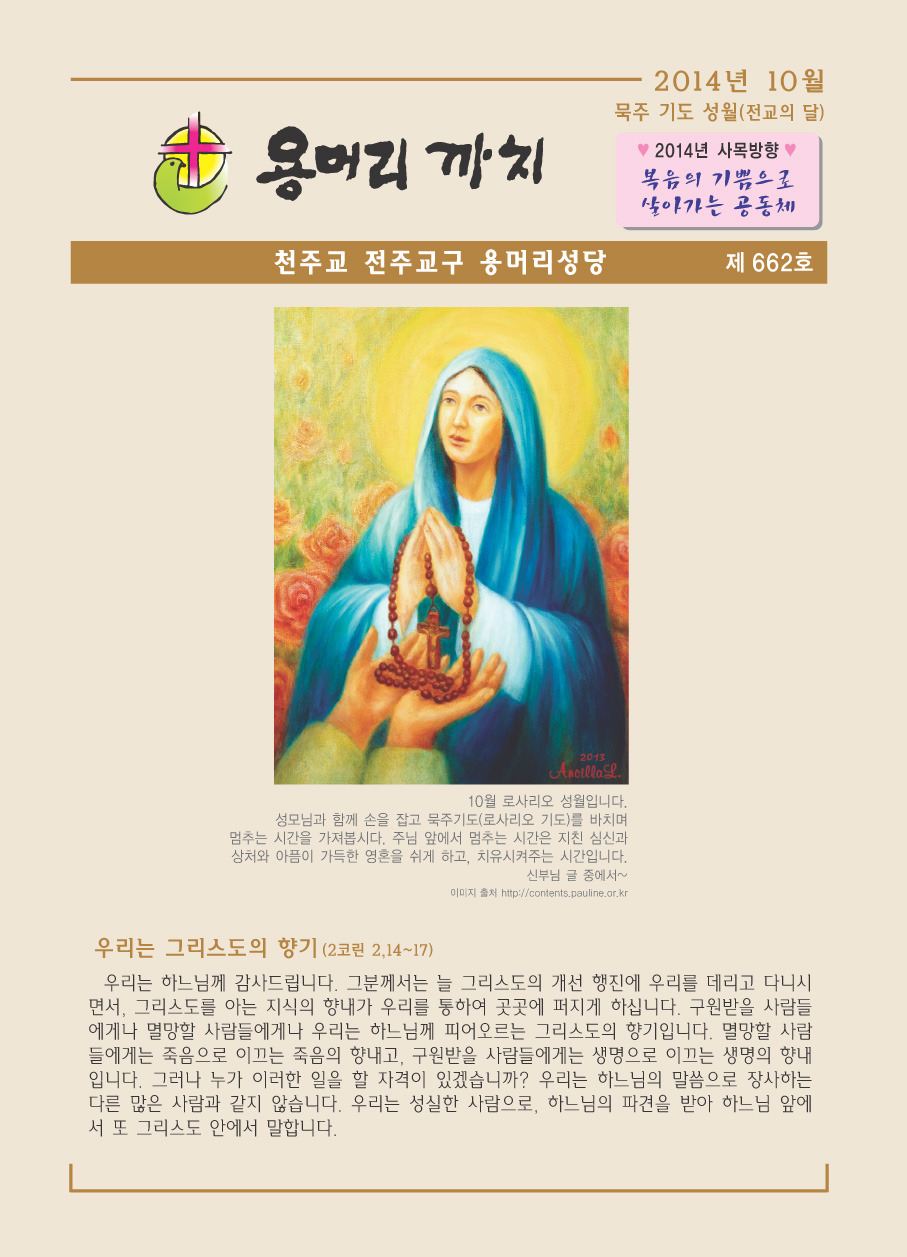 2014년 10월
묵주 기도 성월(전교의 달)
용머리 까치
♥ 2014년 사목방향 ♥
복음의 기쁨으로
살아가는 공동체
천주교 전주교구 용머리성당 제 662호
2013
Ancilla L.
10월 로사리오 성월입니다.
성모님과 함께 손을 잡고 묵주기도(로사리오 기도)를 바치며
멈추는 시간을 가져봅시다. 주님 앞에서 멈추는 시간은 지친 심신과
상처와 아픔이 가득한 영혼을 쉬게 하고, 치유시켜주는 시간입니다.
신부님 글 중에서~
이미지 출처 http://contents.pauline.or.kr
우리는 그리스도의 향기 (2코린 2,14~17)
우리는 하느님께 감사드립니다. 그분께서는 늘 그리스도의 개선 행진에 우리를 데리고 다니시
면서, 그리스도를 아는 지식의 향내가 우리를 통하여 곳곳에 퍼지게 하십니다. 구원받을 사람들
에게나 멸망할 사람들에게나 우리는 하느님께 피어오르는 그리스도의 향기입니다. 멸망할 사람
들에게는 죽음으로 이끄는 죽음의 향내고, 구원받을 사람들에게는 생명으로 이끄는 생명의 향내
입니다. 그러나 누가 이러한 일을 할 자격이 있겠습니까? 우리는 하느님의 말씀으로 장사하는
다른 많은 사람과 같지 않습니다. 우리는 성실한 사람으로, 하느님의 파견을 받아 하느님 앞에
서 또 그리스도 안에서 말합니다.